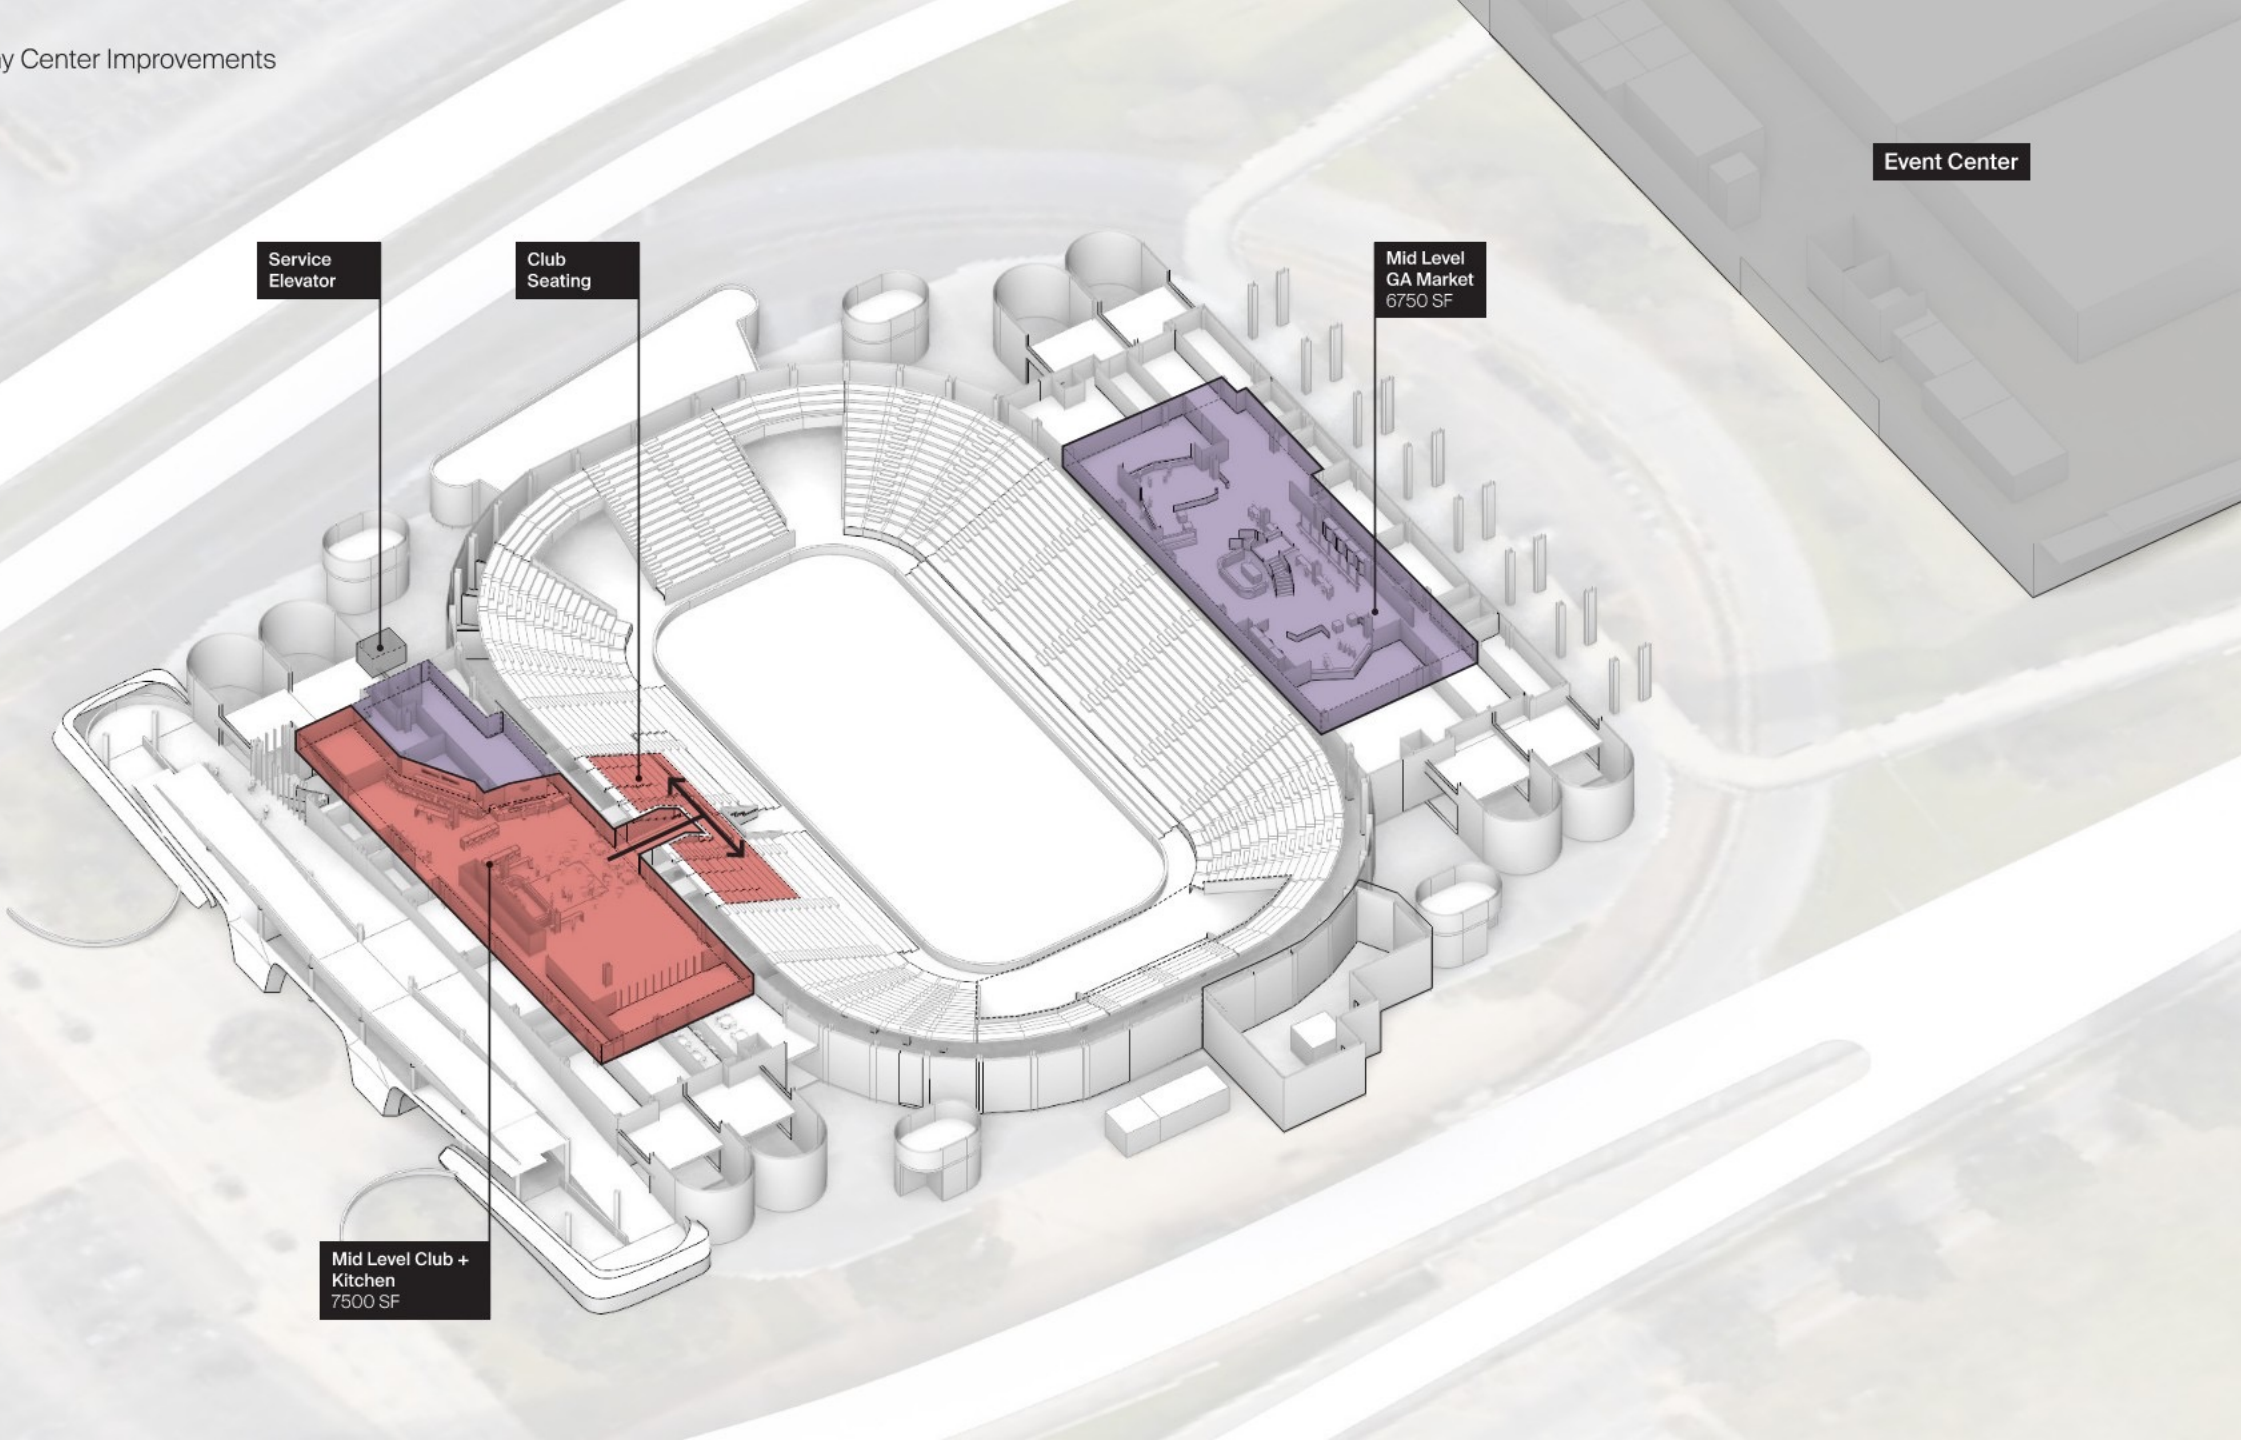 y Center Improvements
Event Center
Service
Elevator
Club
Seating
Mid Level
GA Market
6750 SF
Mid Level Club +
Kitchen
7500 SF